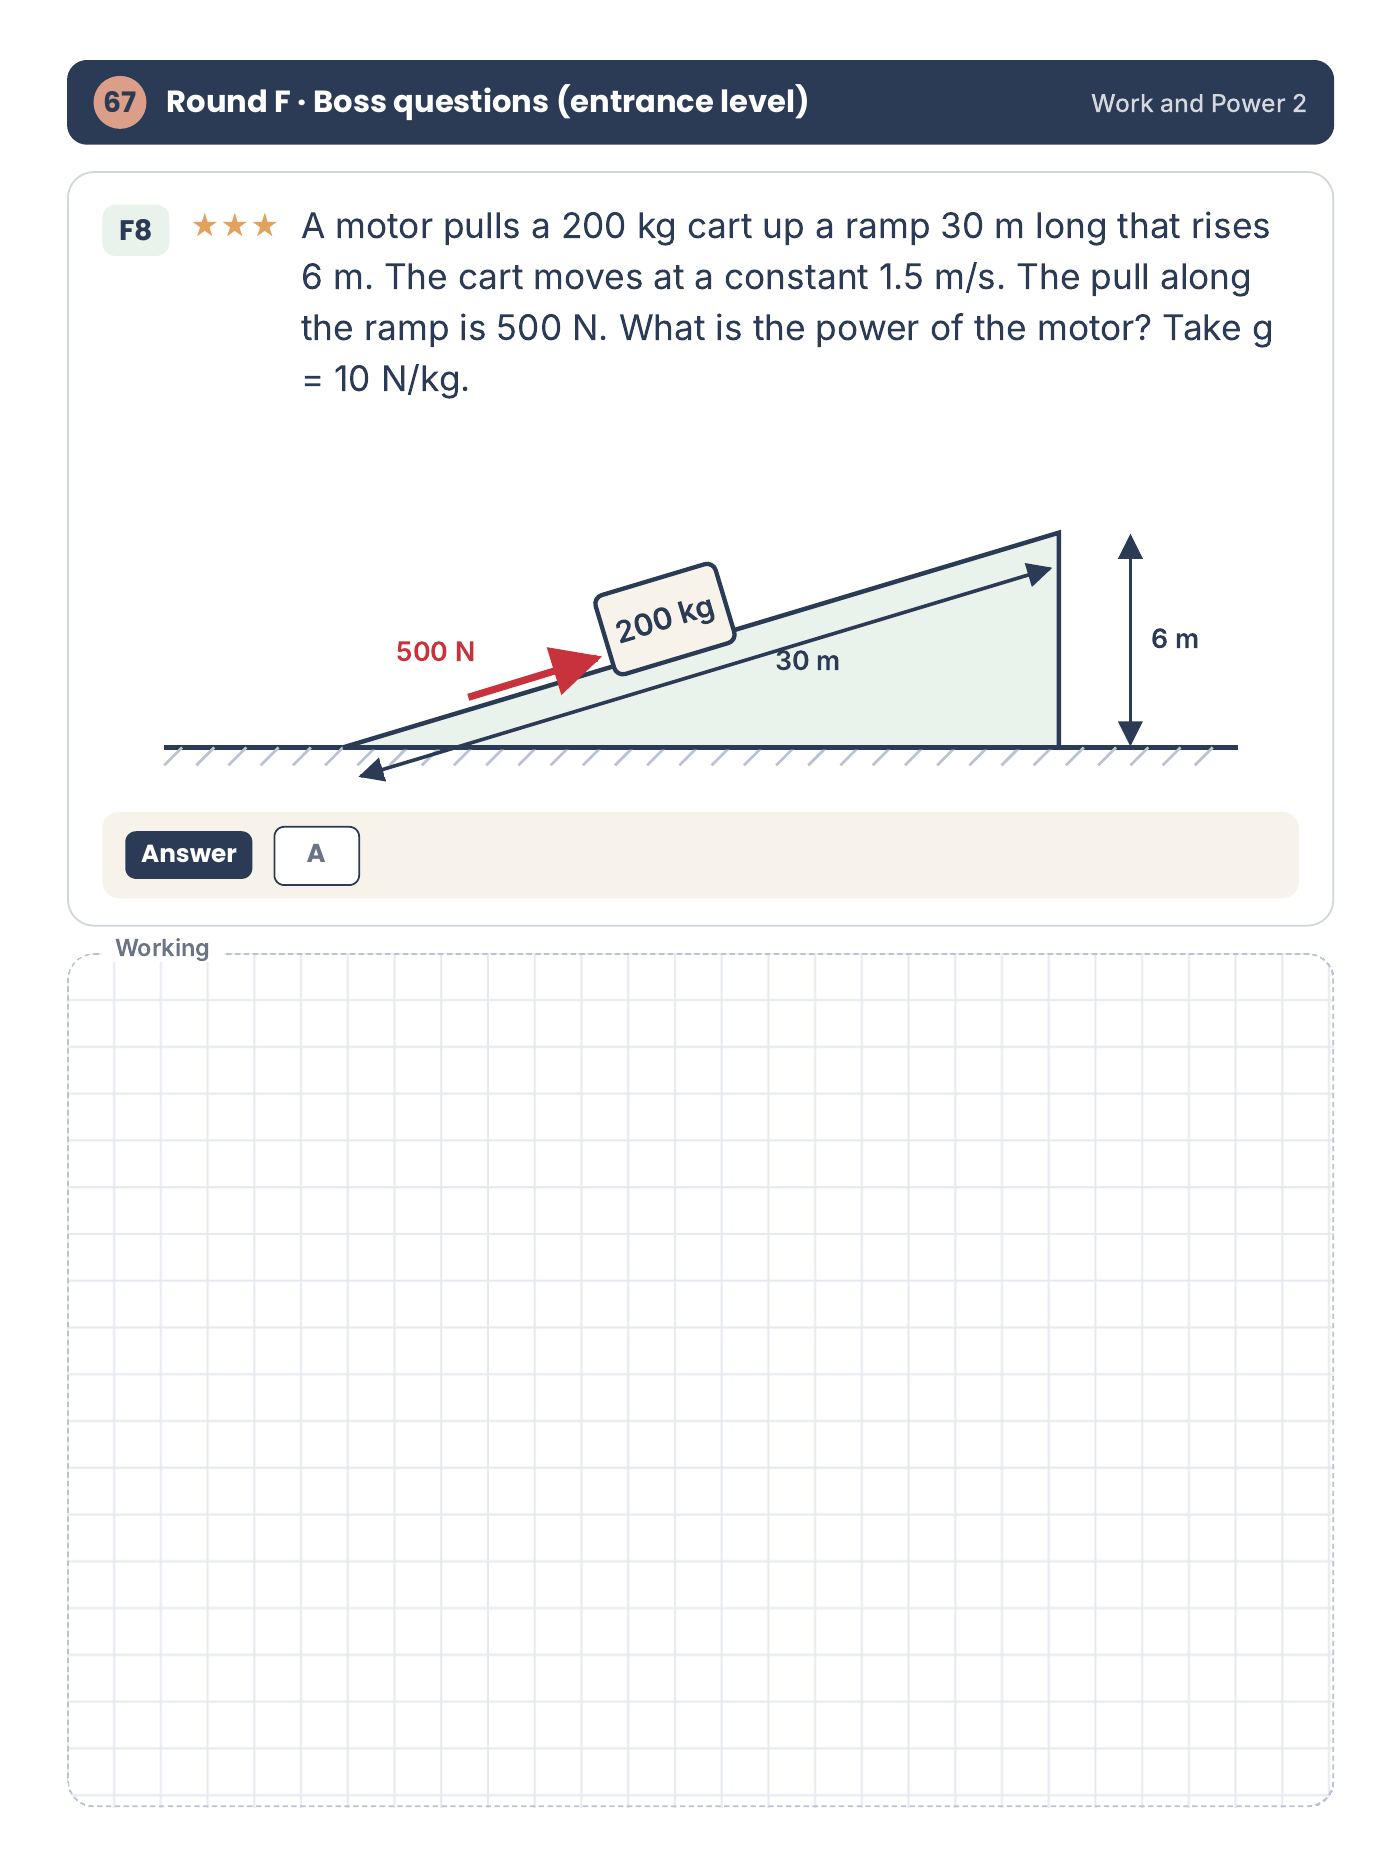 67 Round F · Boss questions (entrance level) Work and Power 2
F8 ★★★ A motor pulls a 200 kg cart up a ramp 30 m long that rises
6 m. The cart moves at a constant 1.5 m/s. The pull along
the ramp is 500 N. What is the power of the motor? Take g
= 10 N/kg.
200 kg
500 N
30 m
6 m
Answer A
Working